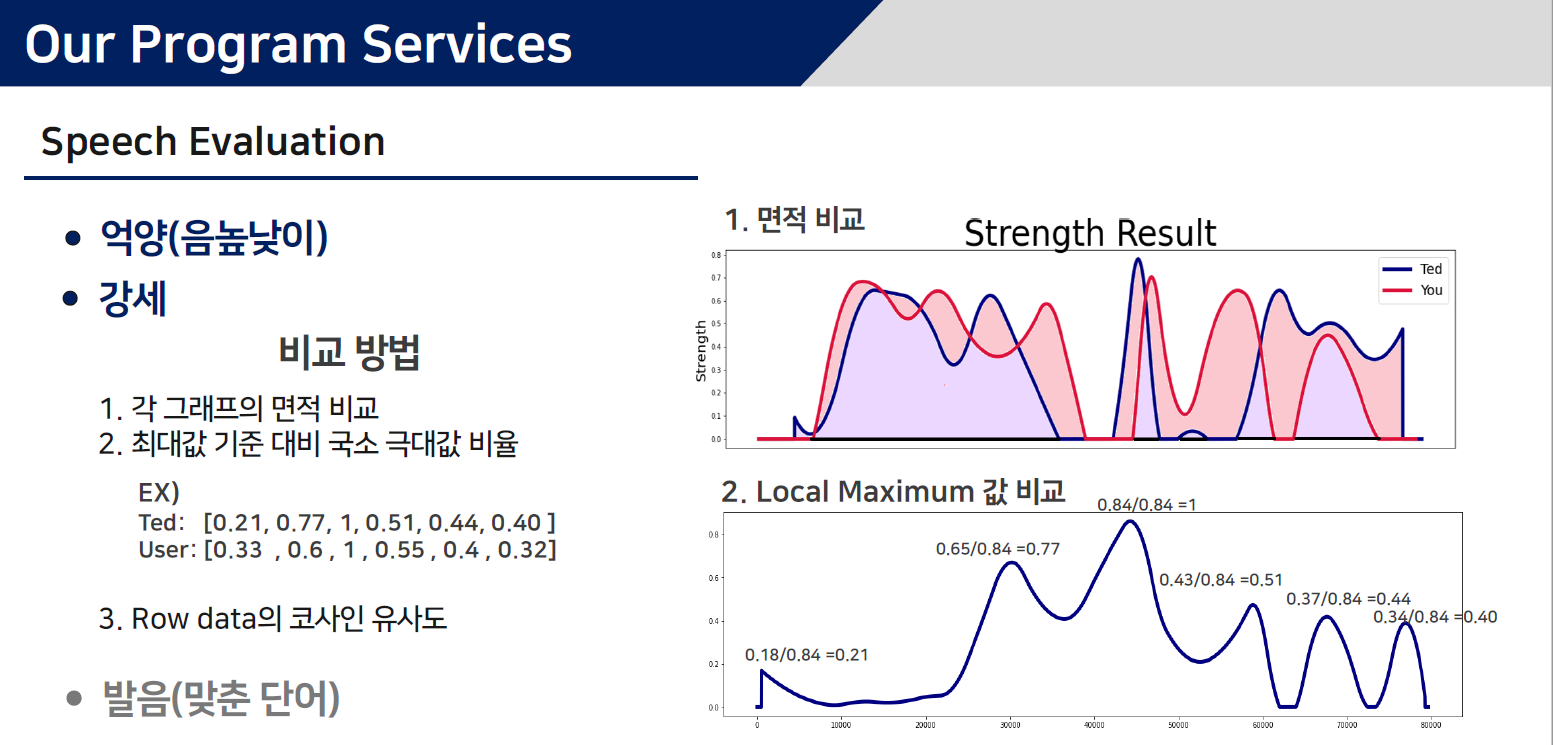 Our Program Services
Speech Evaluation
억양(음높낮이)
강세
비교 방법
1. 각 그래프의 면적 비교
2. 최대값 기준 대비 국소 극대값 비율
EX)
Ted: [0.21, 0.77, 1, 0.51, 0.44, 0.40 ]
User: [0.33 , 0.6 , 1 , 0.55 , 0.4 , 0.32]
3. Row data의 코사인 유사도
발음(맞춘 단어)
1. 면적 비교
Strength Result
Strength
0.8
0.7
0.6
0.5
0.4
0.3
0.2
0.1
0.0
Ted
You
2. Local Maximum 값 비교
0.84/0.84 =1
0.65/0.84 =0.77
0.43/0.84 =0.51
0.37/0.84 =0.44
0.34/0.84 =0.40
0.18/0.84 =0.21
0.8
0.6
0.4
0.2
0.0
0 10000 20000 30000 40000 50000 60000 70000 80000